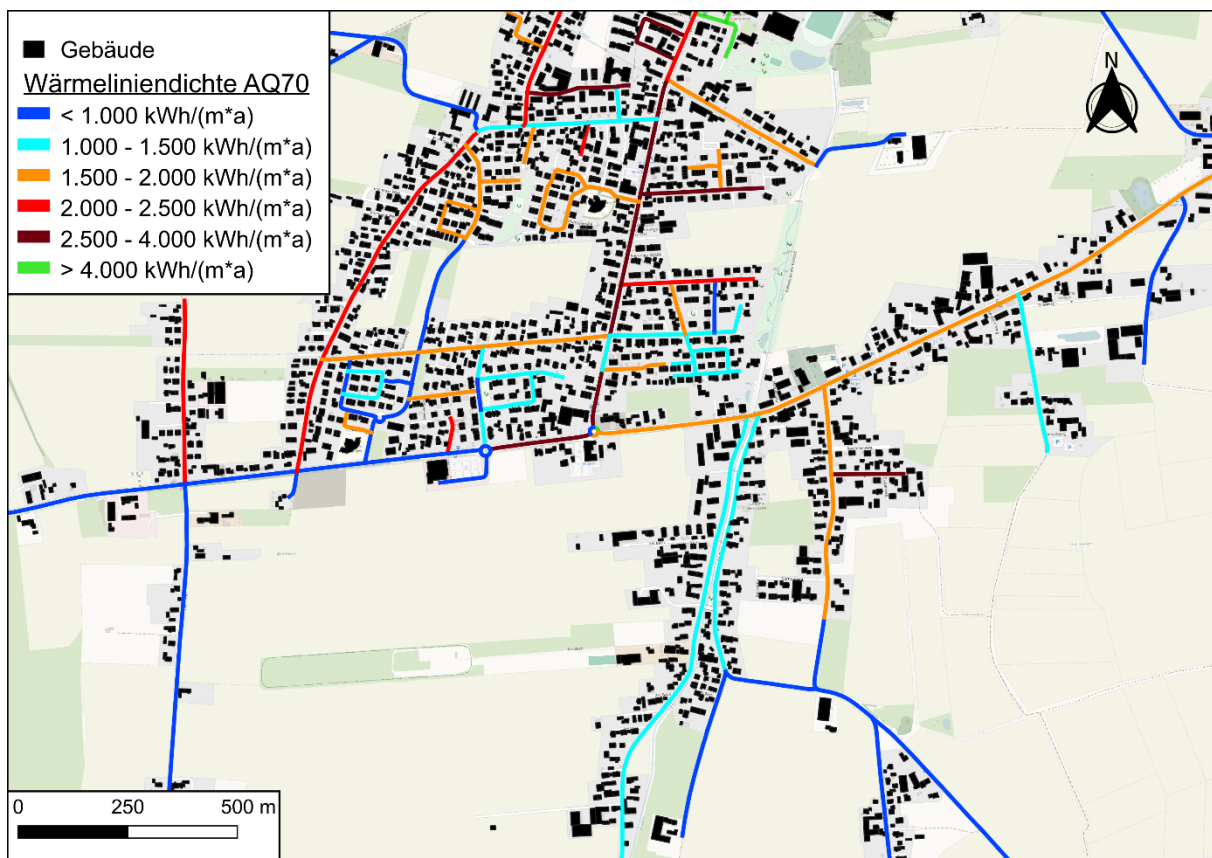 Gebäude
Wärmeliniendichte AQ70
< 1.000 kWh/(m*a)
1.000 - 1.500 kWh/(m*a)
1.500 - 2.000 kWh/(m*a)
2.000 - 2.500 kWh/(m*a)
2.500 - 4.000 kWh/(m*a)
> 4.000 kWh/(m*a)
N
0 250 500 m